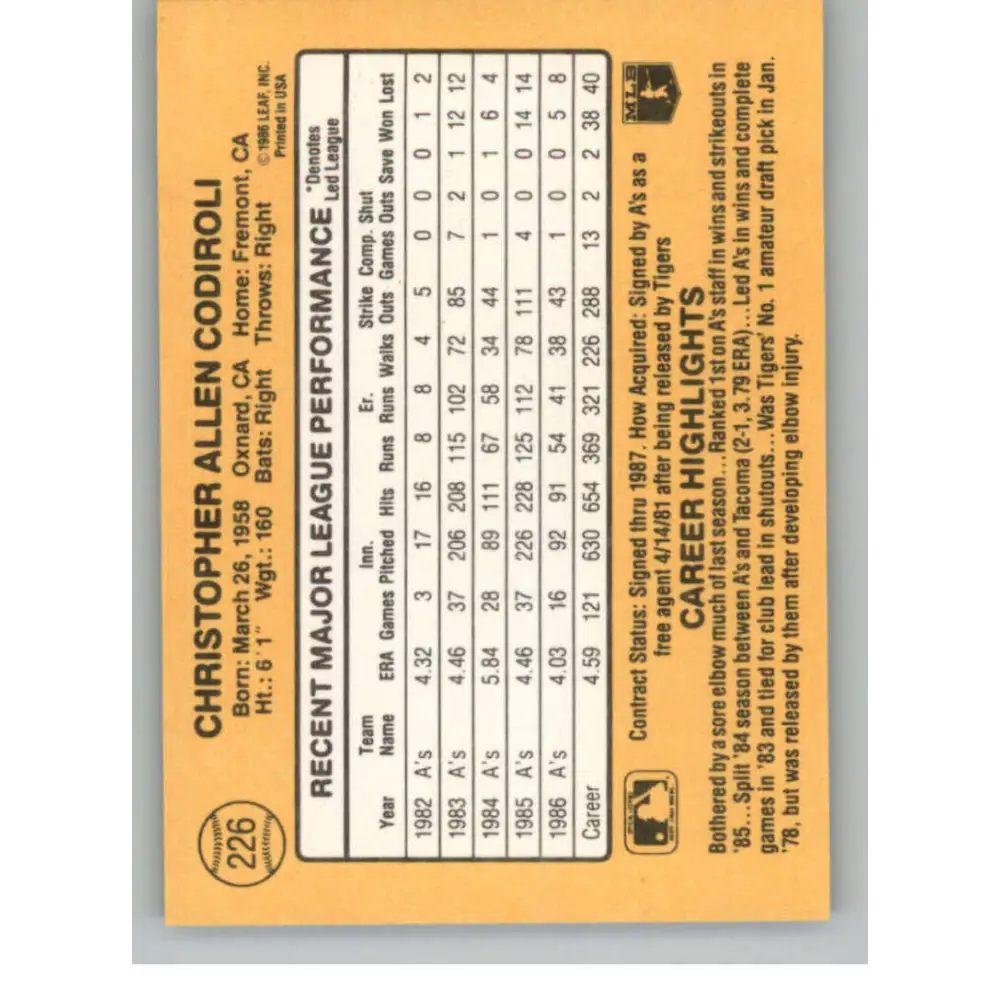 226
CHRISTOPHER ALLEN CODIROLI
Born: March 26, 1958 Oxnard, CA Home: Fremont, CA
Ht.: 6'1" Wgt.: 160 Bats: Right Throws: Right
©1986 LEAF, INC.
Printed in USA
RECENT MAJOR LEAGUE PERFORMANCE *Denotes Led League
Year Team Name ERA Games Inn. Pitched Hits Runs Er. Runs Walks Strike Outs Comp. Games Shut Outs Save Won Lost
1982 A's 4.32 3 17 16 8 8 4 5 0 0 0 1 2
1983 A's 4.46 37 206 208 115 102 72 85 7 2 1 12 12
1984 A's 5.84 28 89 111 67 58 34 44 1 0 1 6 4
1985 A's 4.46 37 226 228 125 112 78 111 4 0 0 14 14
1986 A's 4.03 16 92 91 54 41 38 43 1 0 0 5 8
Career 4.59 121 630 654 369 321 226 288 13 2 2 38 40
Contract Status: Signed thru 1987. How Acquired: Signed by A's as a
free agent 4/14/81 after being released by Tigers
MLB
CAREER HIGHLIGHTS
Bothered by a sore elbow much of last season...Ranked 1st on A's staff in wins and strikeouts in
'85...Split '84 season between A's and Tacoma (2-1, 3.79 ERA)...Led A's in wins and complete
games in '83 and tied for club lead in shutouts...Was Tigers' No. 1 amateur draft pick in Jan.
'78, but was released by them after developing elbow injury.